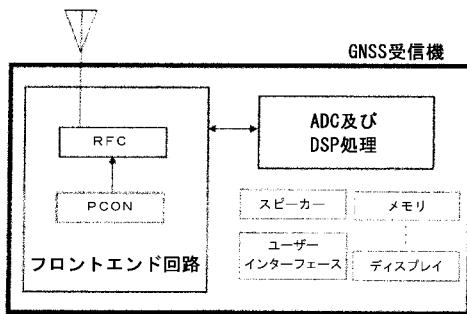 GNSS受信機
RFC
PCON
フロントエンド回路
ADC及び
DSP処理
スピーカー
メモリ
ユーザー
インターフェース
ディスプレイ